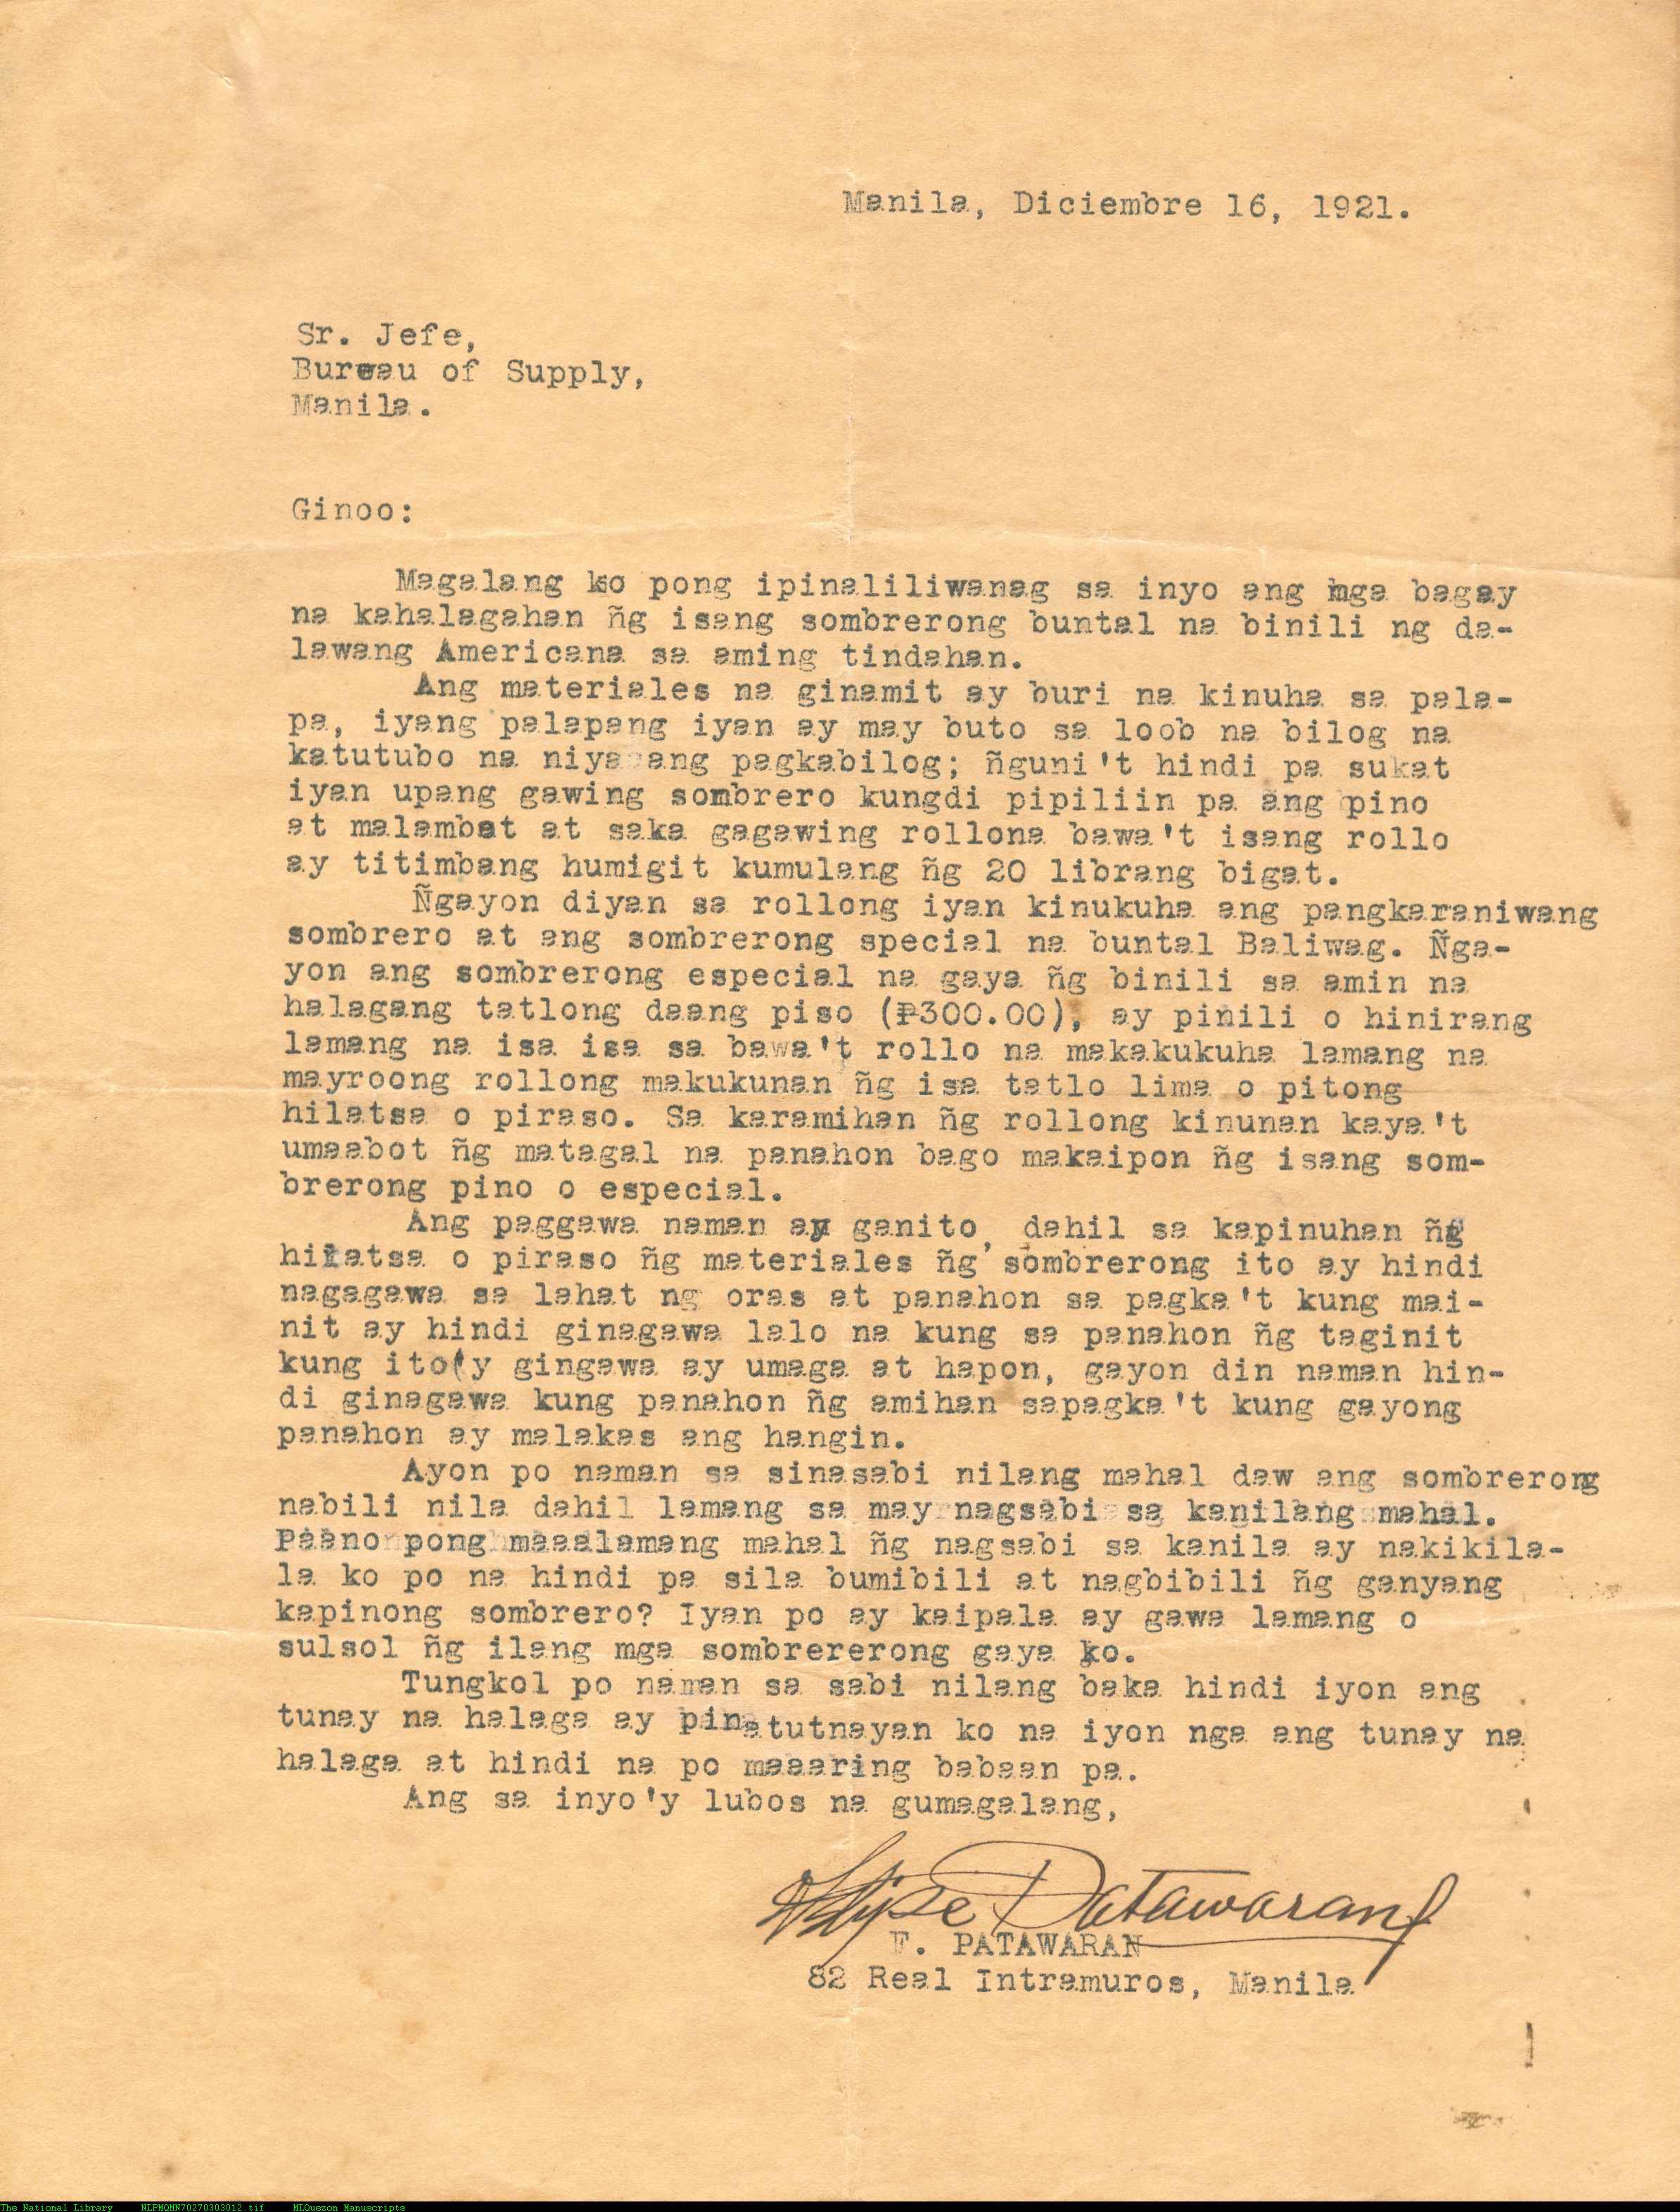 Manila, Diciembre 16, 1921.
Sr. Jefe,
Bureau of Supply,
Manila.
Ginoo:
Magalang ko pong ipinaliliwanag sa inyo ang mga bagay
na kahalagahan ñg isang sombrerong buntal na binili ng da-
lawang Americana sa aming tindahan.
Ang materiales na ginamit ay buri na kinuha sa pala-
pa, iyang palapang iyan ay may buto sa loob na bilog na
katutubo na niya ang pagkabilog; ñguni't hindi pa sukat
iyan upang gawing sombrero kungdi pipiliin pa ang pino
at malambat at saka gagawing rollona bawa't isang rollo
ay titimbang humigit kumulang ñg 20 librang bigat.
Ñgayon diyan sa rollong iyan kinukuha ang pangkaraniwang
sombrero at ang sombrerong special na buntal Baliwag. Ñga-
yon ang sombrerong especial na gaya ñg binili sa amin na
halagang tatlong daang piso (₱300.00), ay pinili o hinirang
lamang na isa isa sa bawa't rollo na makakukuha lamang na
mayroong rollong makukunan ñg isa tatlo lima o pitong
hilatsa o piraso. Sa karamihan ñg rollong kinunan kaya't
umaabot ñg matagal na panahon bago makaipon ñg isang som-
brerong pino o especial.
Ang paggawa naman ay ganito, dahil sa kapinuhan ñg
hilatsa o piraso ñg materiales ñg sombrerong ito ay hindi
nagagawa sa lahat ng oras at panahon sa pagka't kung mai-
nit ay hindi ginagawa lalo na kung sa panahon ñg taginit
kung ito'y gingawa ay umaga at hapon, gayon din naman hin-
di ginagawa kung panahon ñg amihan sapagka't kung gayong
panahon ay malakas ang hangin.
Ayon po naman sa sinasabi nilang mahal daw ang sombrerong
nabili nila dahil lamang sa may nagsabi sa kanilang mahal.
Paano pong maaalamang mahal ñg nagsabi sa kanila ay nakikila-
la ko po na hindi pa sila bumibili at nagbibili ñg ganyang
kapinong sombrero? Iyan po ay kaipala ay gawa lamang o
sulsol ñg ilang mga sombrererong gaya ko.
Tungkol po naman sa sabi nilang baka hindi iyon ang
tunay na halaga ay pinatutnayan ko na iyon nga ang tunay na
halaga at hindi na po maaaring babaan pa.
Ang sa inyo'y lubos na gumagalang,
Felipe Patawaran
F. PATAWARAN
82 Real Intramuros, Manila
The National Library NLPMQMN70270303012.tif MLQuezon Manuscripts